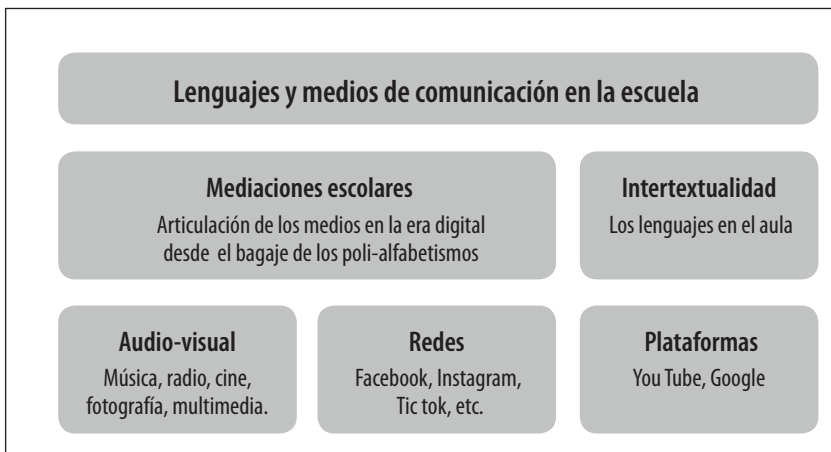 Lenguajes y medios de comunicación en la escuela
Mediaciones escolares
Articulación de los medios en la era digital
desde el bagaje de los poli-alfabetismos
Intertextualidad
Los lenguajes en el aula
Audio-visual
Música, radio, cine,
fotografía, multimedia.
Redes
Facebook, Instagram,
Tic tok, etc.
Plataformas
You Tube, Google